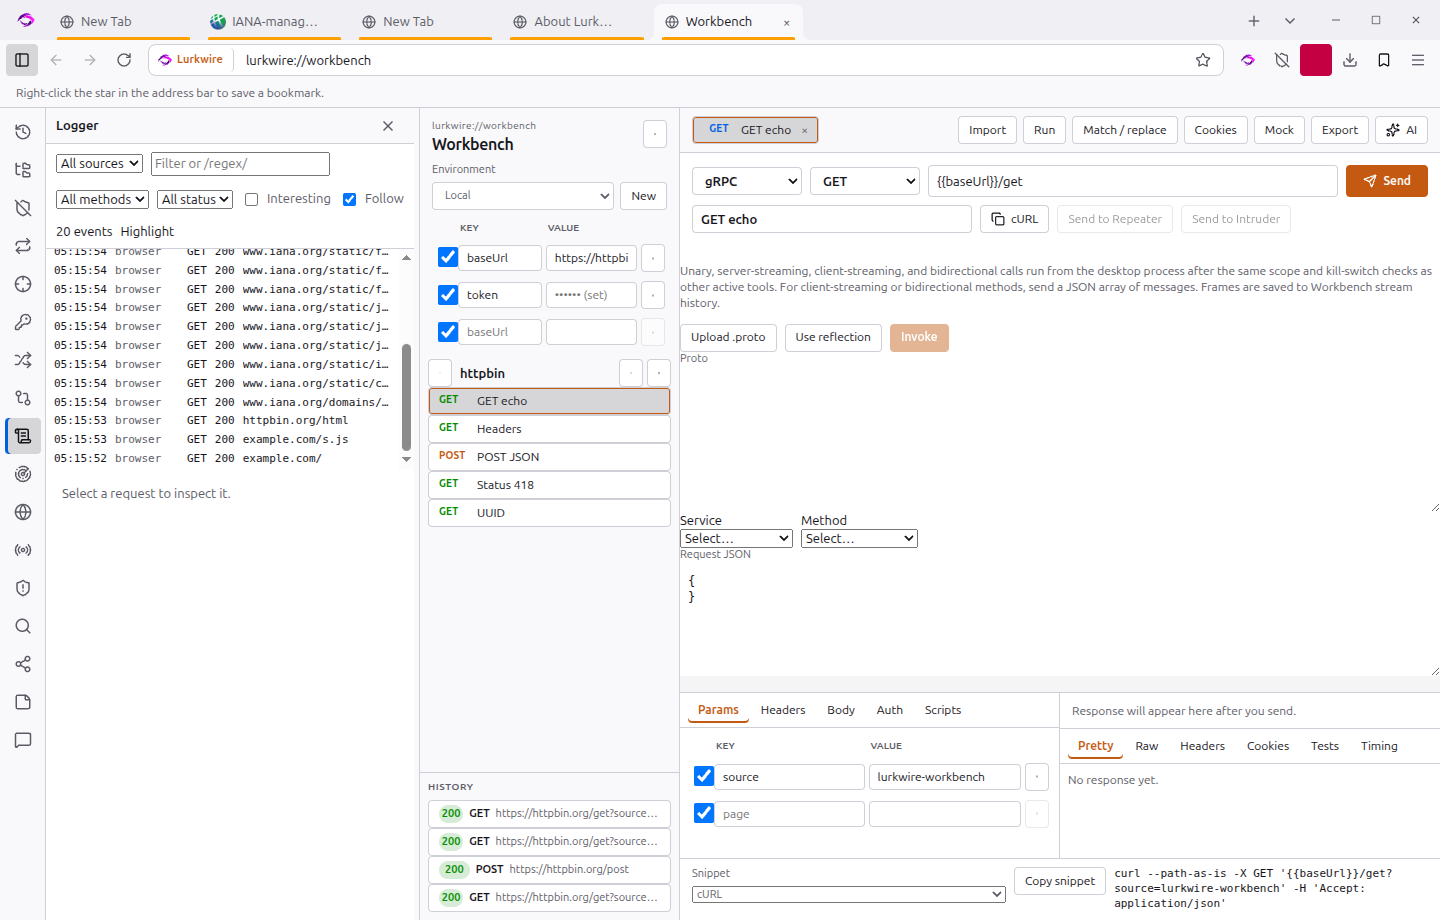 New Tab
IANA-manag...
New Tab
About Lurk...
Workbench
Lurkwire
lurkwire://workbench
Right-click the star in the address bar to save a bookmark.
Logger
All sources
Filter or /regex/
All methods
All status
Interesting
Follow
20 events Highlight
05:15:54 browser GET 200 www.iana.org/static/f…
05:15:54 browser GET 200 www.iana.org/static/f…
05:15:54 browser GET 200 www.iana.org/static/f…
05:15:54 browser GET 200 www.iana.org/static/j…
05:15:54 browser GET 200 www.iana.org/static/j…
05:15:54 browser GET 200 www.iana.org/static/j…
05:15:54 browser GET 200 www.iana.org/static/i…
05:15:54 browser GET 200 www.iana.org/static/c…
05:15:54 browser GET 200 www.iana.org/domains/…
05:15:53 browser GET 200 httpbin.org/html
05:15:53 browser GET 200 example.com/s.js
05:15:52 browser GET 200 example.com/
Select a request to inspect it.
lurkwire://workbench
Workbench
Environment
Local
New
KEY VALUE
baseUrl https://httpbi
token •••••• (set)
baseUrl
httpbin
GET GET echo
GET Headers
POST POST JSON
GET Status 418
GET UUID
HISTORY
200 GET https://httpbin.org/get?source...
200 GET https://httpbin.org/get?source...
200 POST https://httpbin.org/post
200 GET https://httpbin.org/get?source...
GET GET echo ×
Import
Run
Match / replace
Cookies
Mock
Export
AI
gRPC
GET
{{baseUrl}}/get
Send
GET echo
cURL
Send to Repeater
Send to Intruder
Unary, server-streaming, client-streaming, and bidirectional calls run from the desktop process after the same scope and kill-switch checks as
other active tools. For client-streaming or bidirectional methods, send a JSON array of messages. Frames are saved to Workbench stream
history.
Upload .proto
Use reflection
Invoke
Proto
Service Method
Select... Select...
Request JSON
{
}
Params Headers Body Auth Scripts
KEY VALUE
source lurkwire-workbench
page
Response will appear here after you send.
Pretty Raw Headers Cookies Tests Timing
No response yet.
Snippet
cURL
Copy snippet
curl --path-as-is -X GET '{{baseUrl}}/get?
source=lurkwire-workbench' -H 'Accept:
application/json'